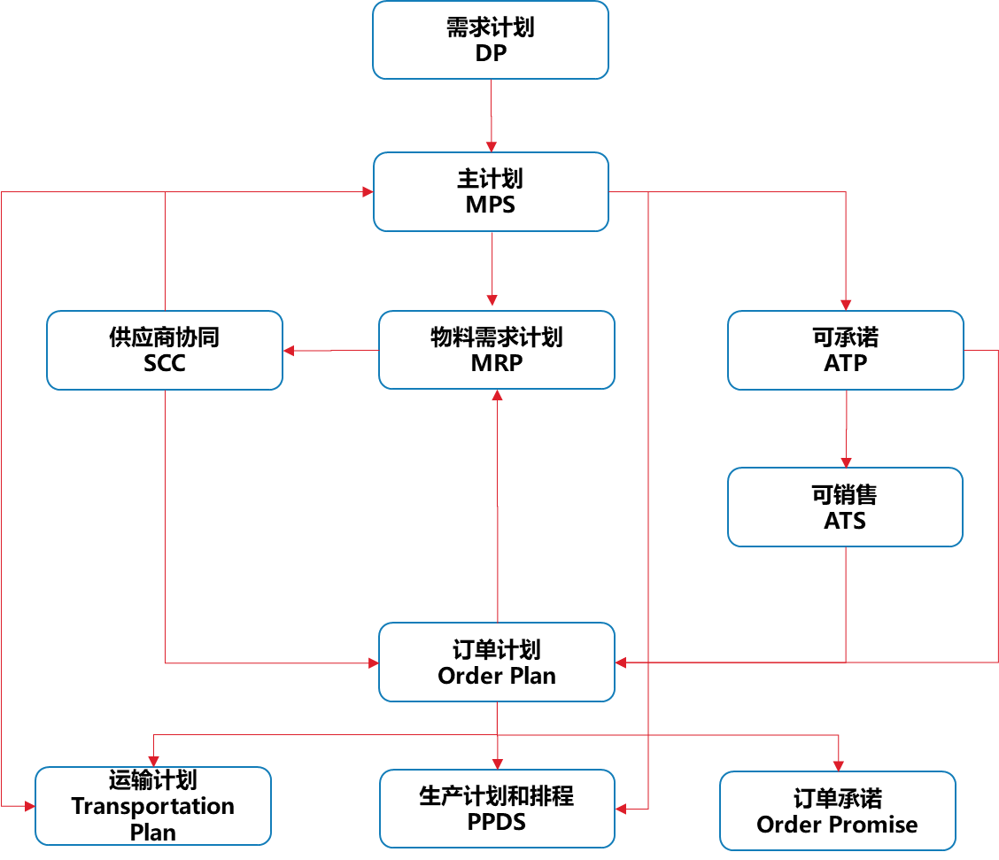 需求计划
DP
主计划
MPS
供应商协同
SCC
物料需求计划
MRP
可承诺
ATP
可销售
ATS
订单计划
Order Plan
运输计划
Transportation
Plan
生产计划和排程
PPDS
订单承诺
Order Promise